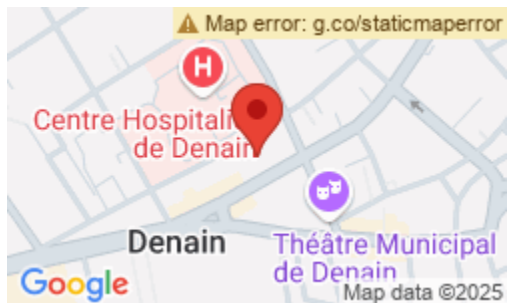 Map error: g.co/staticmaperror
H
Centre Hospitali
de Denain
Denain
Théâtre Municipal
de Denain
Google
Map data ©2025